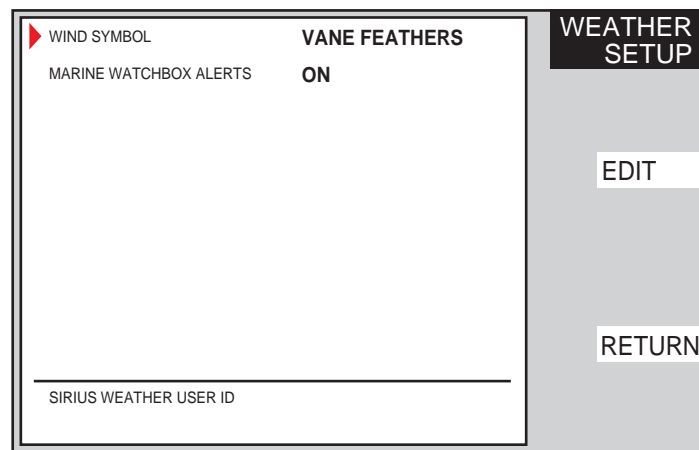 WIND SYMBOL VANE FEATHERS
MARINE WATCHBOX ALERTS ON
SIRIUS WEATHER USER ID
WEATHER
SETUP
EDIT
RETURN